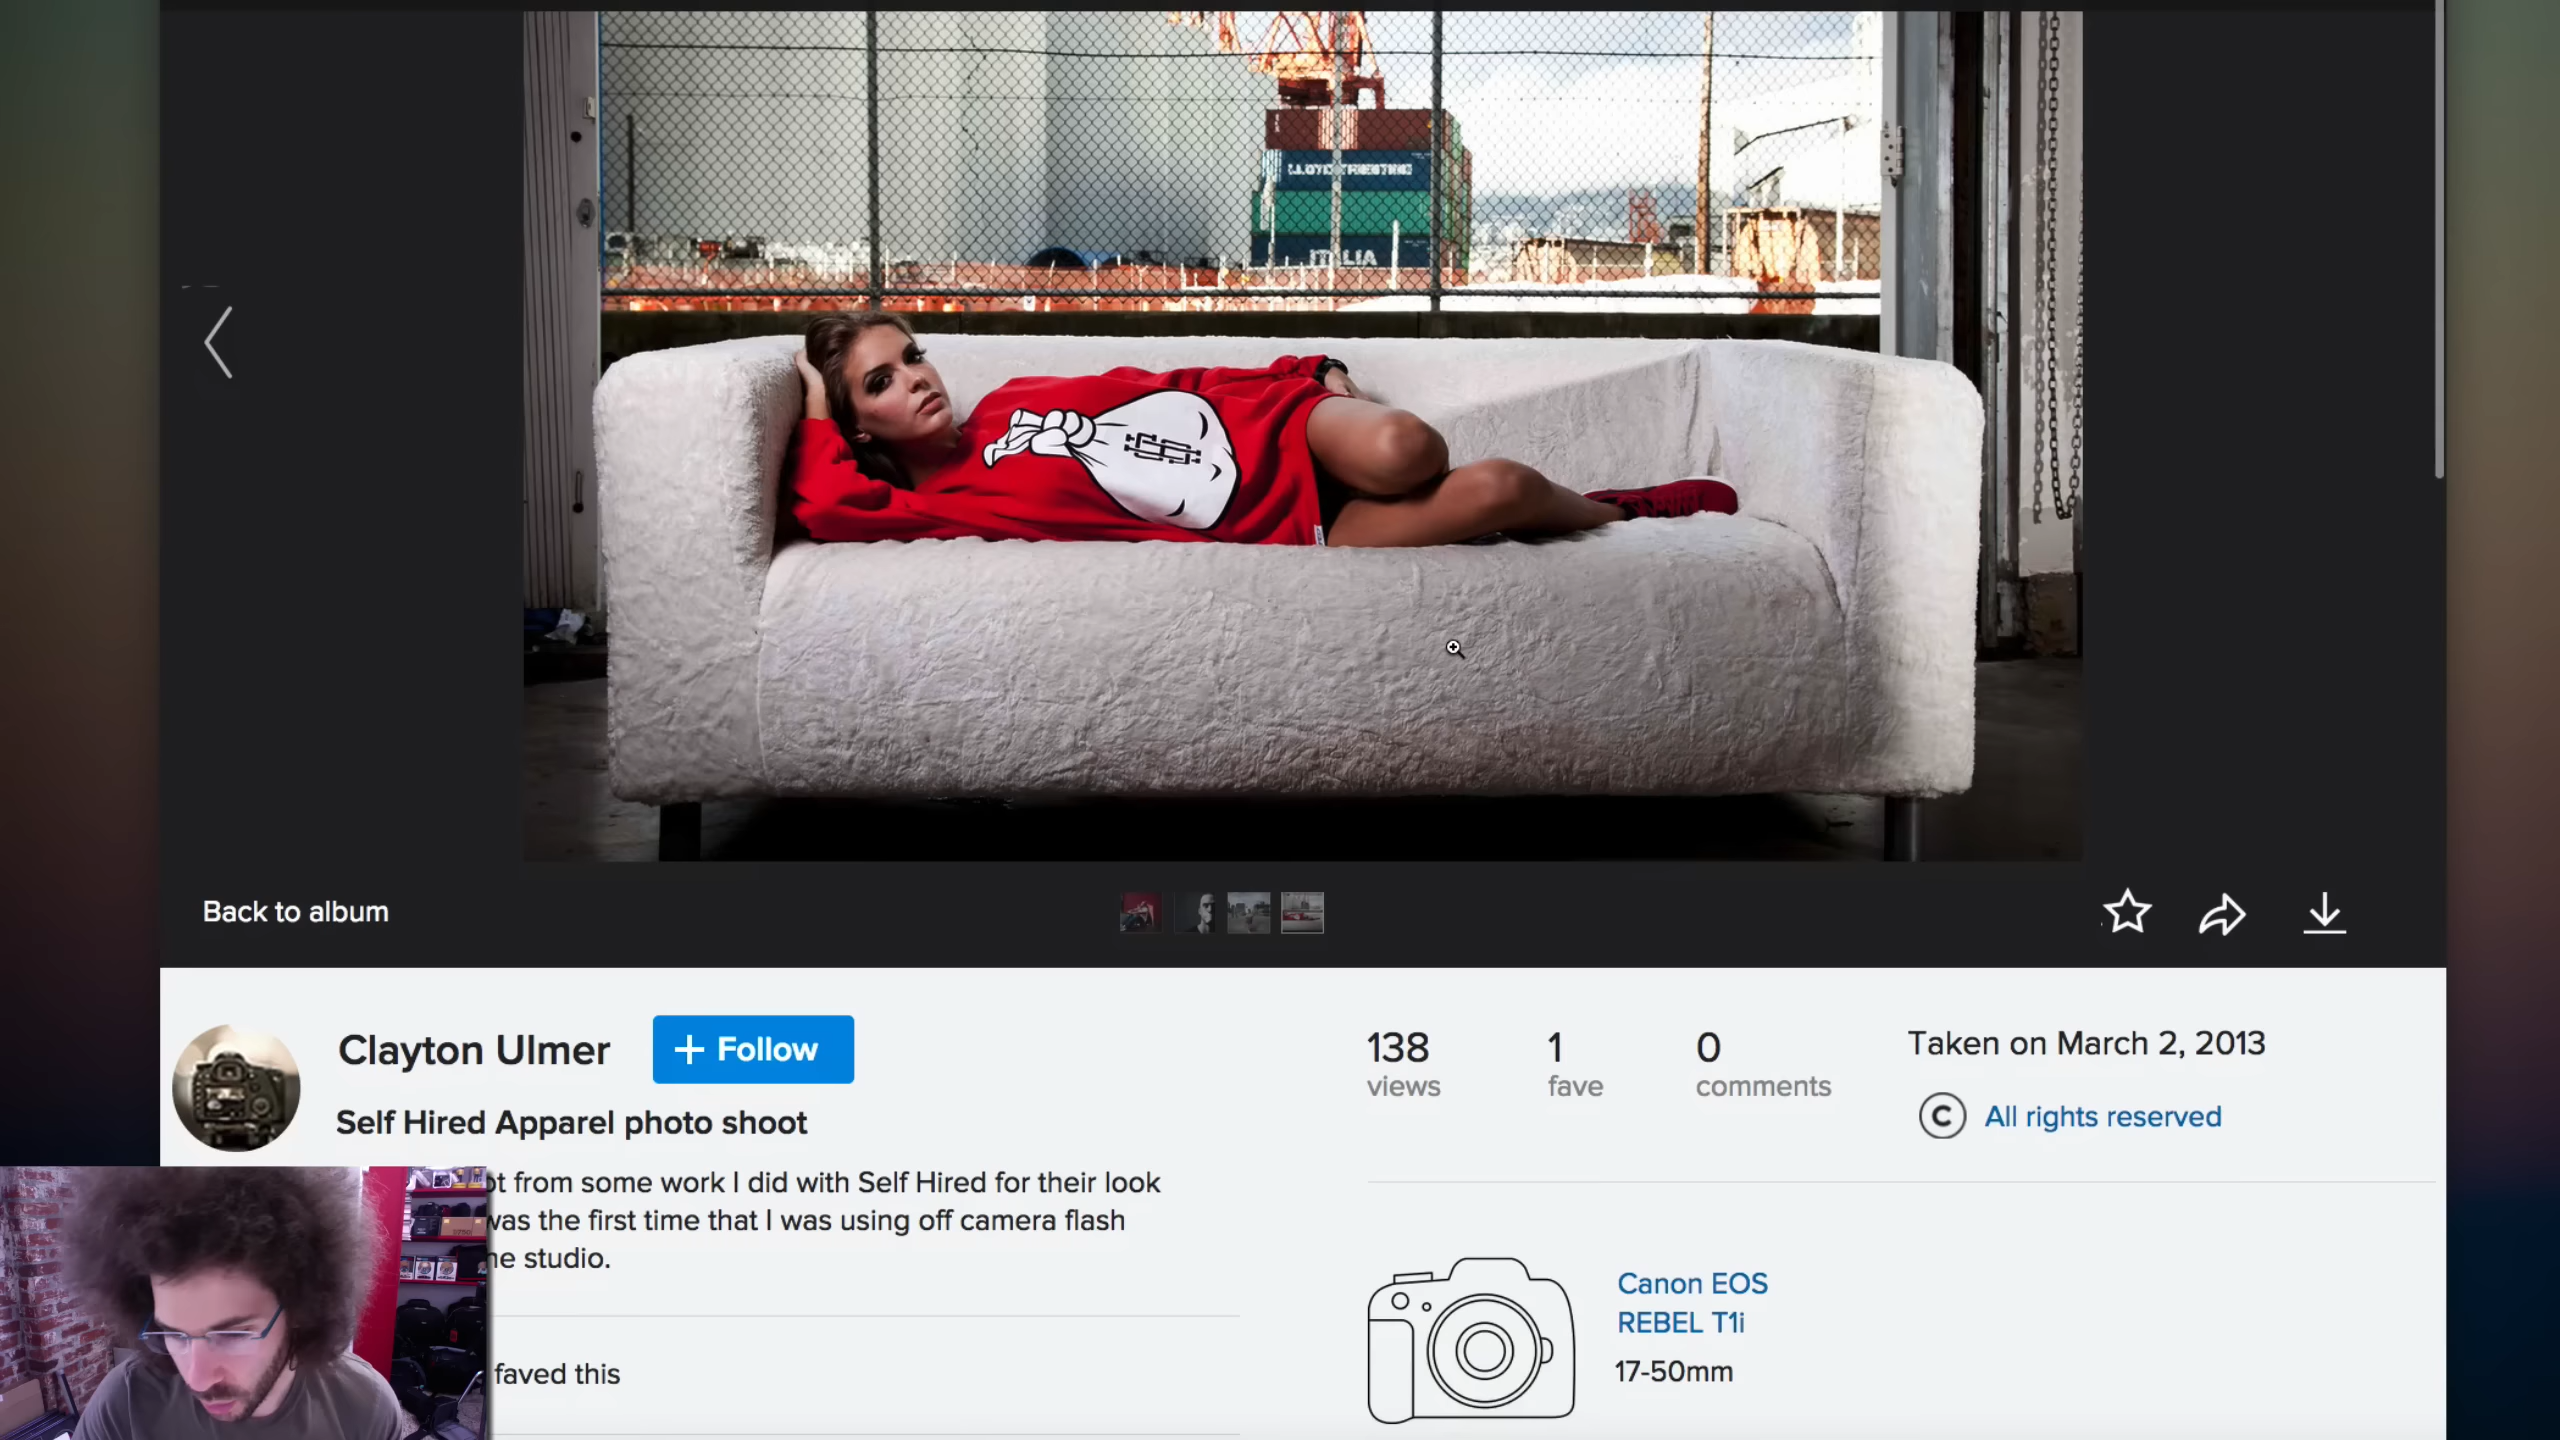 ITALIA
Back to album
Clayton Ulmer
+ Follow
Self Hired Apparel photo shoot
from some work I did with Self Hired for their look
was the first time that I was using off camera flash
studio.
faved this
138
views
1
fave
0
comments
Taken on March 2, 2013
All rights reserved
Canon EOS
REBEL T1i
17-50mm